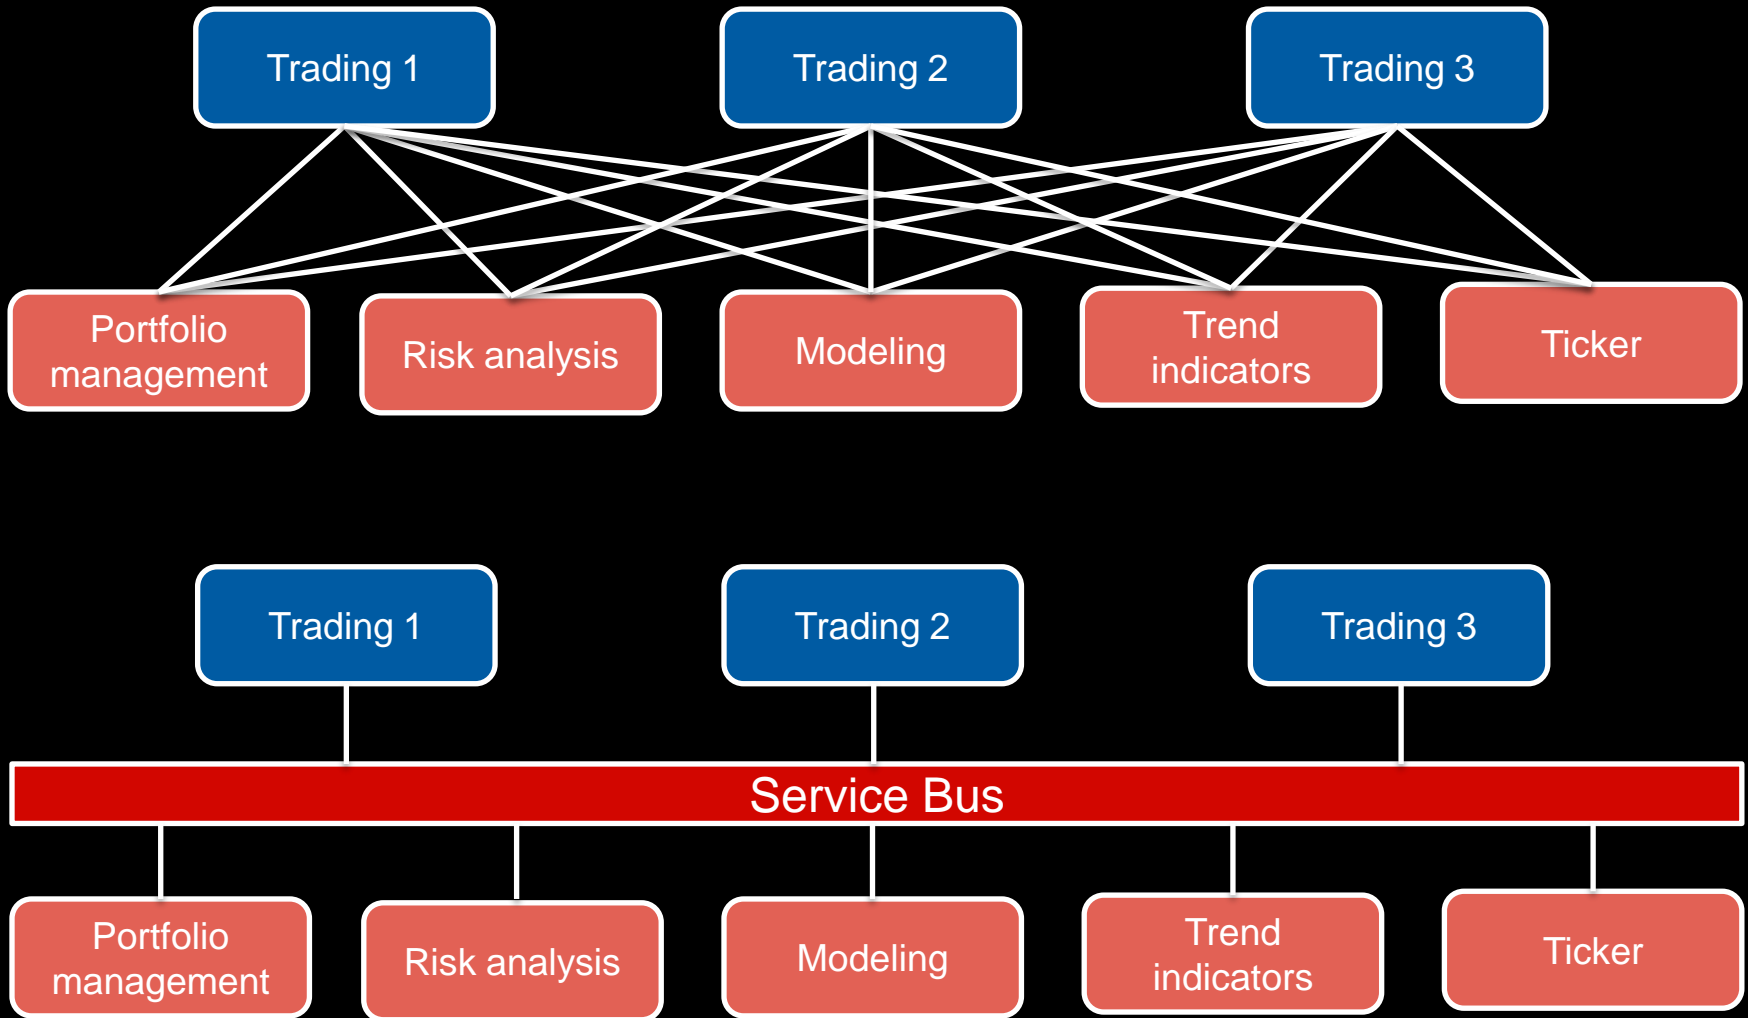 Trading 1
Trading 2
Trading 3
Portfolio
management
Risk analysis
Modeling
Trend
indicators
Ticker
Trading 1
Trading 2
Trading 3
Service Bus
Portfolio
management
Risk analysis
Modeling
Trend
indicators
Ticker